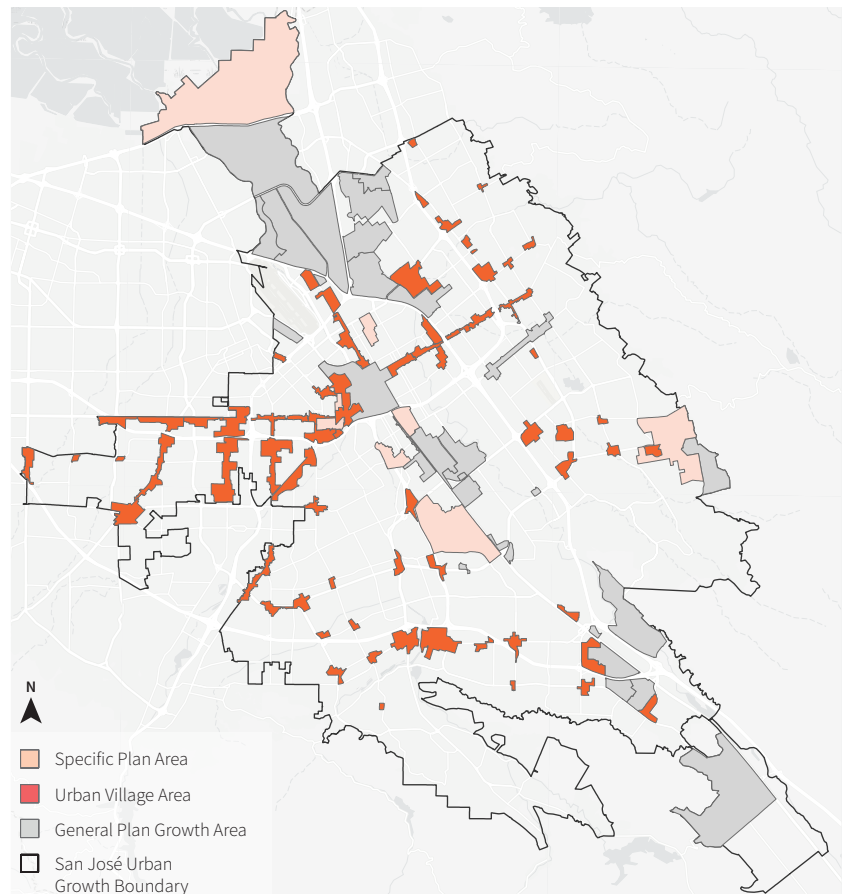 N
Specific Plan Area
Urban Village Area
General Plan Growth Area
San José Urban
Growth Boundary